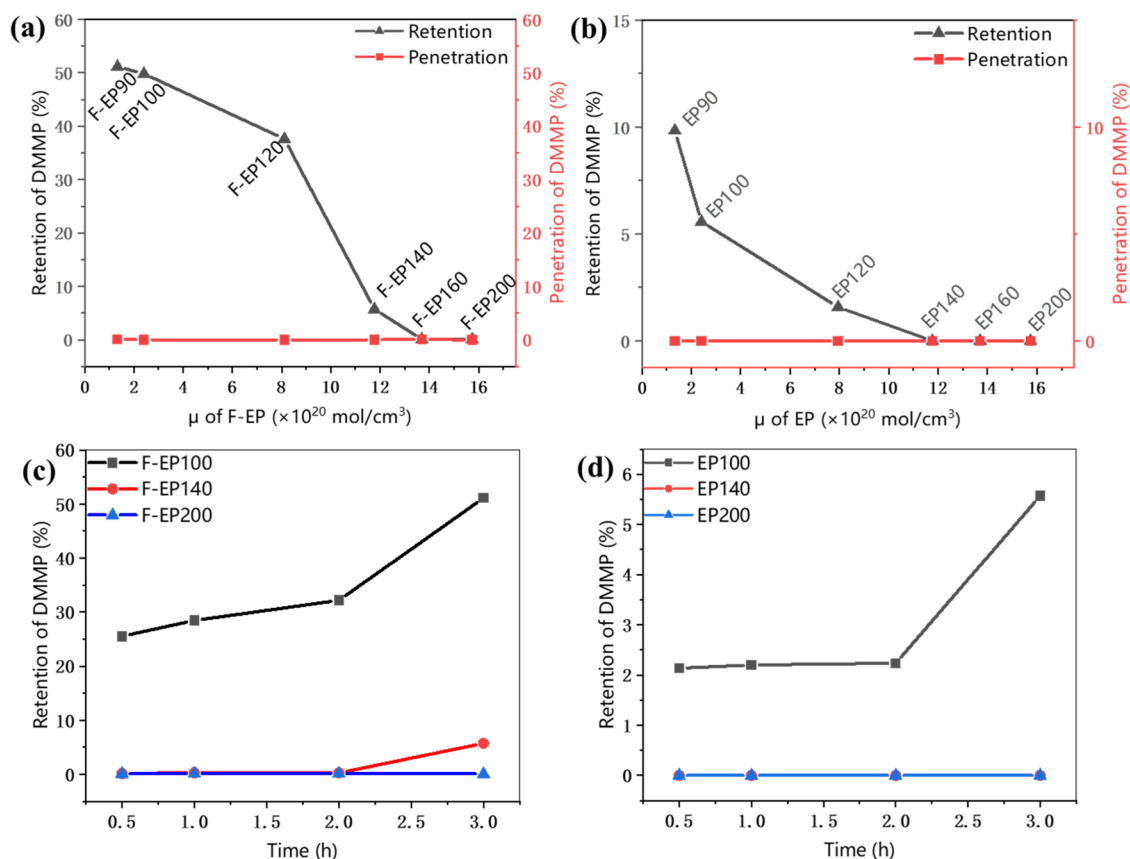 (a)
Retention
Penetration
F-EP90
F-EP100
F-EP120
F-EP140
F-EP160
F-EP200
60
50
40
30
20
10
0
60
50
40
30
20
10
0
0 2 4 6 8 10 12 14 16
Retention of DMMP (%)
Penetration of DMMP (%)
μ of F-EP (×10²⁰ mol/cm³)
(b)
Retention
Penetration
EP90
EP100
EP120
EP140
EP160
EP200
15
10
5
0
10
0
0 2 4 6 8 10 12 14 16
Retention of DMMP (%)
Penetration of DMMP (%)
μ of EP (×10²⁰ mol/cm³)
(c)
F-EP100
F-EP140
F-EP200
60
50
40
30
20
10
0
0.5 1.0 1.5 2.0 2.5 3.0
Retention of DMMP (%)
Time (h)
(d)
EP100
EP140
EP200
6
5
4
3
2
1
0
0.5 1.0 1.5 2.0 2.5 3.0
Retention of DMMP (%)
Time (h)